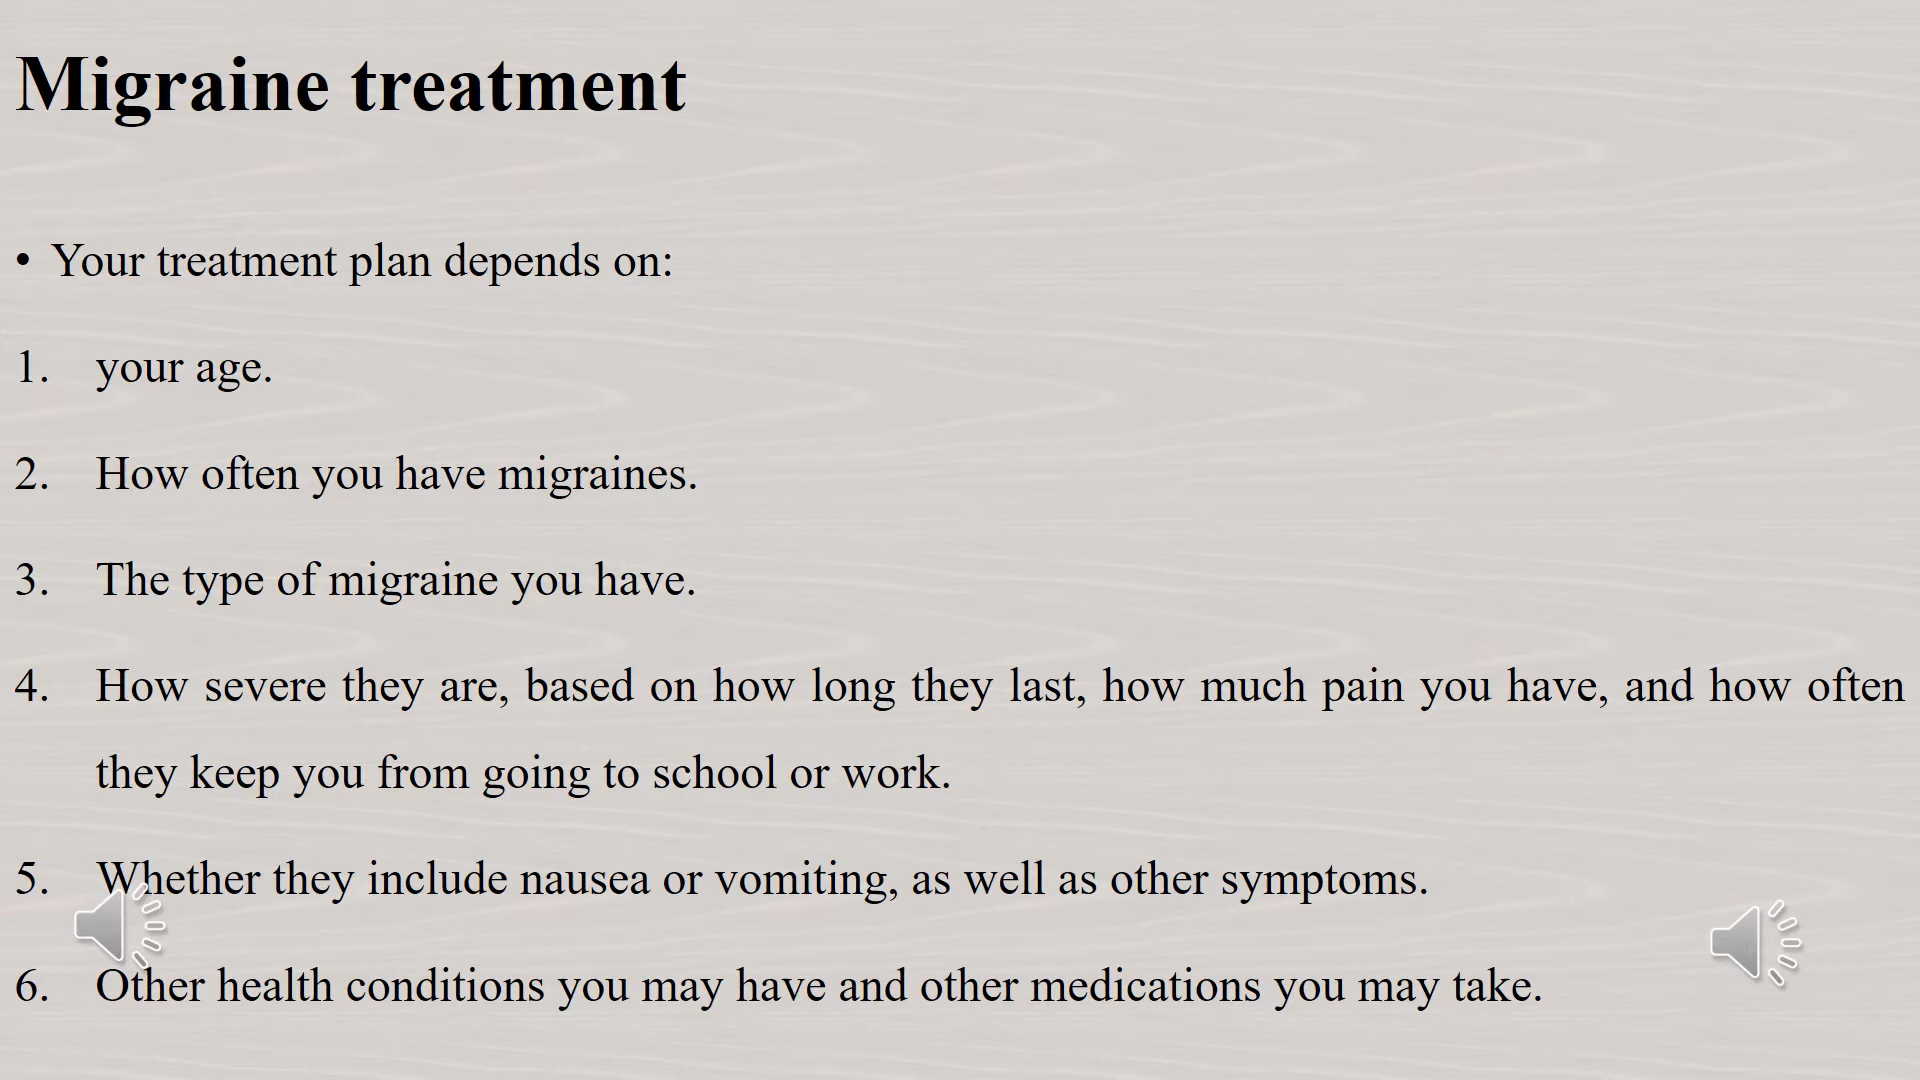 Migraine treatment
• Your treatment plan depends on:
1. your age.
2. How often you have migraines.
3. The type of migraine you have.
4. How severe they are, based on how long they last, how much pain you have, and how often
they keep you from going to school or work.
5. Whether they include nausea or vomiting, as well as other symptoms.
6. Other health conditions you may have and other medications you may take.